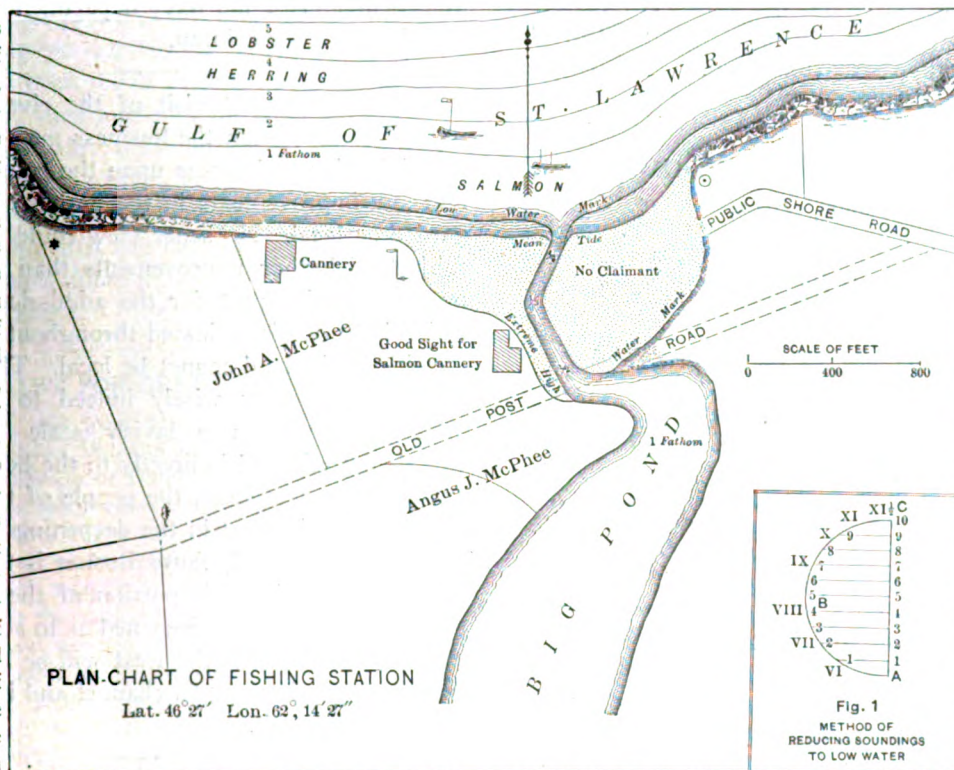 5
LOBSTER
4
HERRING
3
GULF OF ST. LAWRENCE
2
1 Fathom
SALMON
Low Water Mark
Mean Tide
PUBLIC SHORE ROAD
Cannery
No Claimant
John A. McPhee
Good Sight for
Salmon Cannery
Extreme High Water Mark
OLD POST ROAD
SCALE OF FEET
0 400 800
Angus J. McPhee
1 Fathom
BIG POND
PLAN-CHART OF FISHING STATION
Lat. 46°27′ Lon. 62°, 14′27″
XI½ C
XI 10
X 9 9
8 8
IX 7 7
6 6
5 B 5
VIII 4 4
3 3
VII 2 2
1 1
VI A
Fig. 1
METHOD OF
REDUCING SOUNDINGS
TO LOW WATER